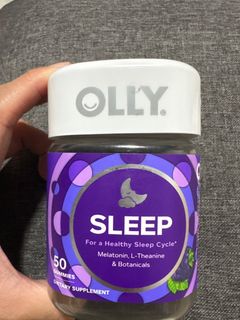 OLLY.
SLEEP
For a Healthy Sleep Cycle*
Melatonin, L-Theanine
& Botanicals
50
GUMMIES
DIETARY SUPPLEMENT